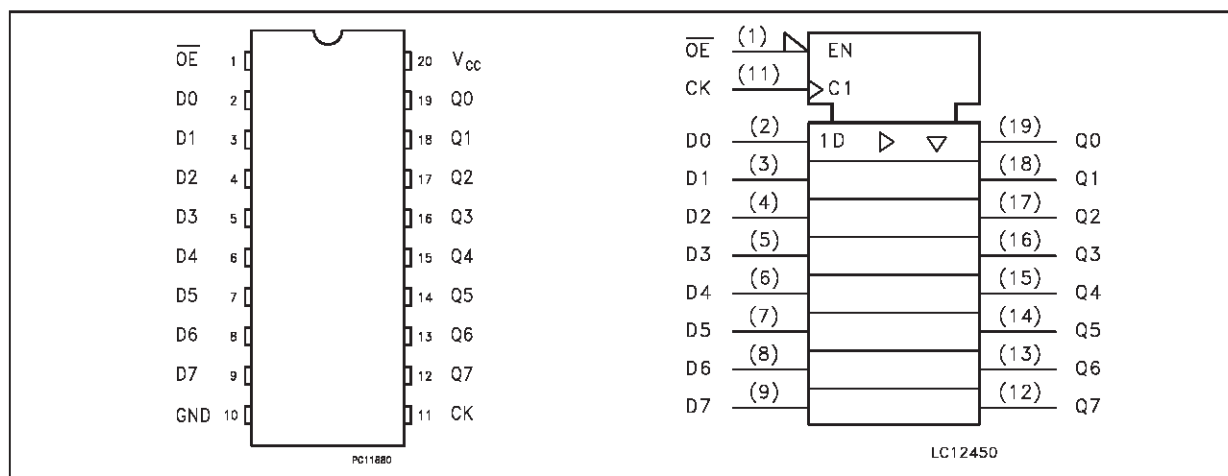 OE 1 20 VCC
D0 2 19 Q0
D1 3 18 Q1
D2 4 17 Q2
D3 5 16 Q3
D4 6 15 Q4
D5 7 14 Q5
D6 8 13 Q6
D7 9 12 Q7
GND 10 11 CK
PC11880
OE (1) EN
CK (11) C1
D0 (2) 1D (19) Q0
D1 (3) (18) Q1
D2 (4) (17) Q2
D3 (5) (16) Q3
D4 (6) (15) Q4
D5 (7) (14) Q5
D6 (8) (13) Q6
D7 (9) (12) Q7
LC12450